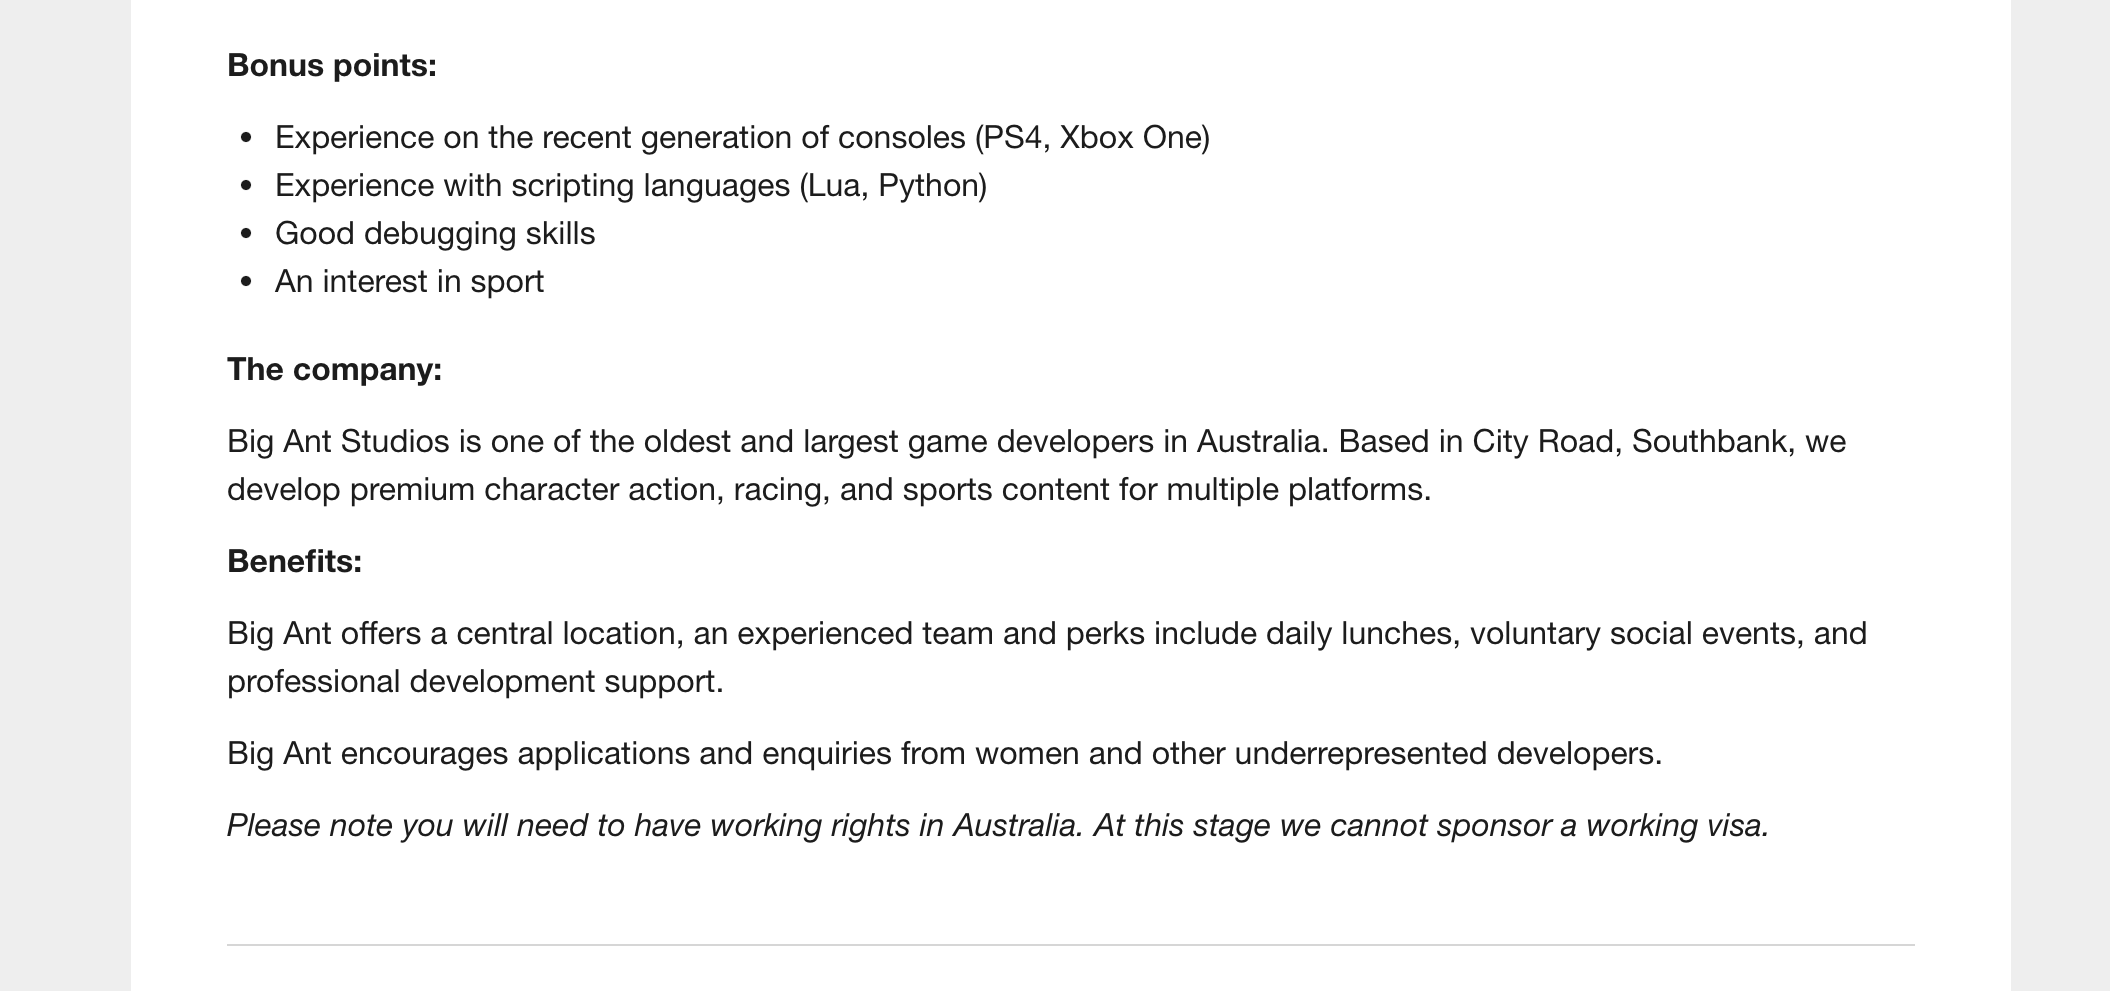 Bonus points:
• Experience on the recent generation of consoles (PS4, Xbox One)
• Experience with scripting languages (Lua, Python)
• Good debugging skills
• An interest in sport
The company:
Big Ant Studios is one of the oldest and largest game developers in Australia. Based in City Road, Southbank, we
develop premium character action, racing, and sports content for multiple platforms.
Benefits:
Big Ant offers a central location, an experienced team and perks include daily lunches, voluntary social events, and
professional development support.
Big Ant encourages applications and enquiries from women and other underrepresented developers.
Please note you will need to have working rights in Australia. At this stage we cannot sponsor a working visa.